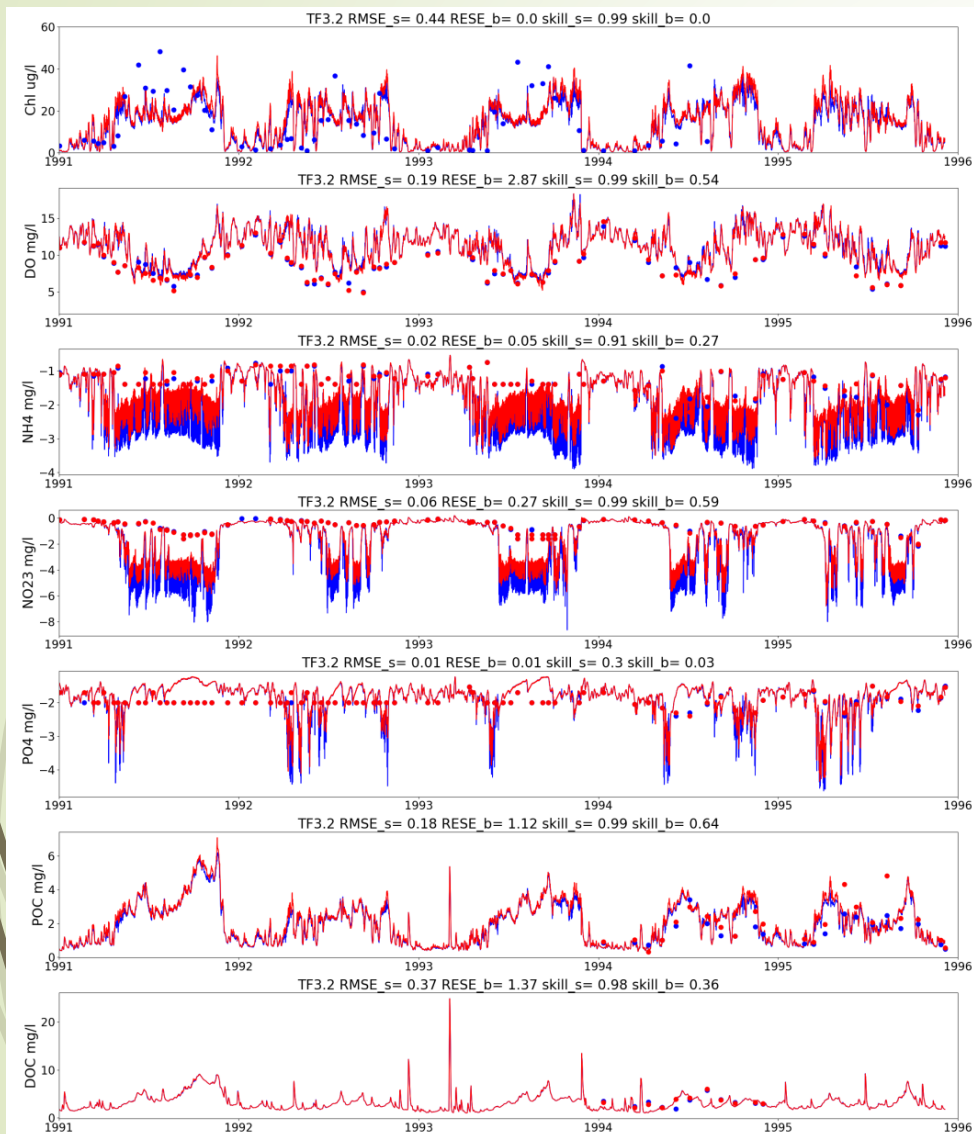 TF3.2 RMSE_s= 0.44 RESE_b= 0.0 skill_s= 0.99 skill_b= 0.0
Chl ug/l
60
40
20
0
1991 1992 1993 1994 1995 1996
TF3.2 RMSE_s= 0.19 RESE_b= 2.87 skill_s= 0.99 skill_b= 0.54
DO mg/l
15
10
5
1991 1992 1993 1994 1995 1996
TF3.2 RMSE_s= 0.02 RESE_b= 0.05 skill_s= 0.91 skill_b= 0.27
NH4 mg/l
−1
−2
−3
−4
1991 1992 1993 1994 1995 1996
TF3.2 RMSE_s= 0.06 RESE_b= 0.27 skill_s= 0.99 skill_b= 0.59
NO23 mg/l
0
−2
−4
−6
−8
1991 1992 1993 1994 1995 1996
TF3.2 RMSE_s= 0.01 RESE_b= 0.01 skill_s= 0.3 skill_b= 0.03
PO4 mg/l
−2
−3
−4
1991 1992 1993 1994 1995 1996
TF3.2 RMSE_s= 0.18 RESE_b= 1.12 skill_s= 0.99 skill_b= 0.64
POC mg/l
6
4
2
0
1991 1992 1993 1994 1995 1996
TF3.2 RMSE_s= 0.37 RESE_b= 1.37 skill_s= 0.98 skill_b= 0.36
DOC mg/l
20
10
0
1991 1992 1993 1994 1995 1996